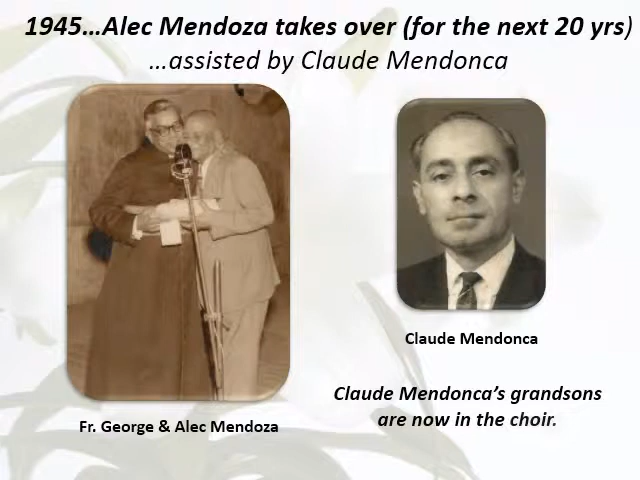 1945…Alec Mendoza takes over (for the next 20 yrs)
…assisted by Claude Mendonca
Claude Mendonca
Claude Mendonca’s grandsons
are now in the choir.
Fr. George & Alec Mendoza